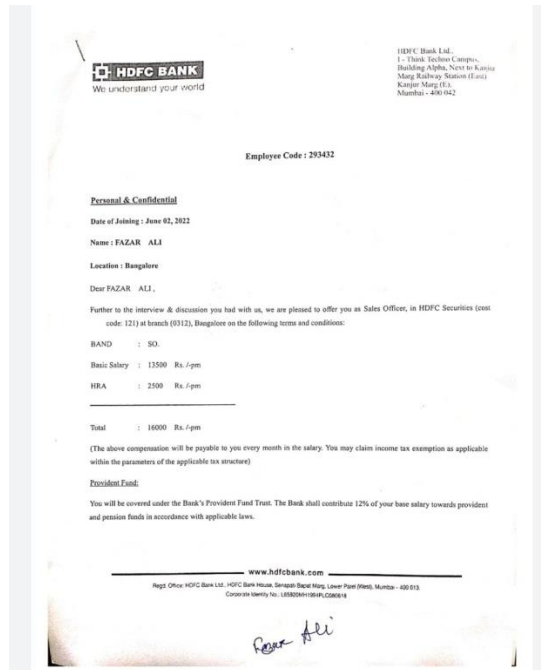 HDFC BANK
We understand your world
HDFC Bank Ltd.,
I - Think Techno Campus,
Building Alpha, Next to Kanjur
Marg Railway Station (East)
Kanjur Marg (E),
Mumbai - 400 042
Employee Code : 293432
Personal & Confidential
Date of Joining : June 02, 2022
Name : FAZAR ALI
Location : Bangalore
Dear FAZAR ALI,
Further to the interview & discussion you had with us, we are pleased to offer you as Sales Officer, in HDFC Securities (cost
code: 121) at branch (0312), Bangalore on the following terms and conditions:
BAND : SO.
Basic Salary : 13500 Rs. /-pm
HRA : 2500 Rs. /-pm
Total : 16000 Rs. /-pm
(The above compensation will be payable to you every month in the salary. You may claim income tax exemption as applicable
within the parameters of the applicable tax structure)
Provident Fund:
You will be covered under the Bank's Provident Fund Trust. The Bank shall contribute 12% of your base salary towards provident
and pension funds in accordance with applicable laws.
www.hdfcbank.com
Regd. Office: HDFC Bank Ltd., HDFC Bank House, Senapati Bapat Marg, Lower Parel (West), Mumbai - 400 013.
Corporate Identity No.:
Fazar Ali